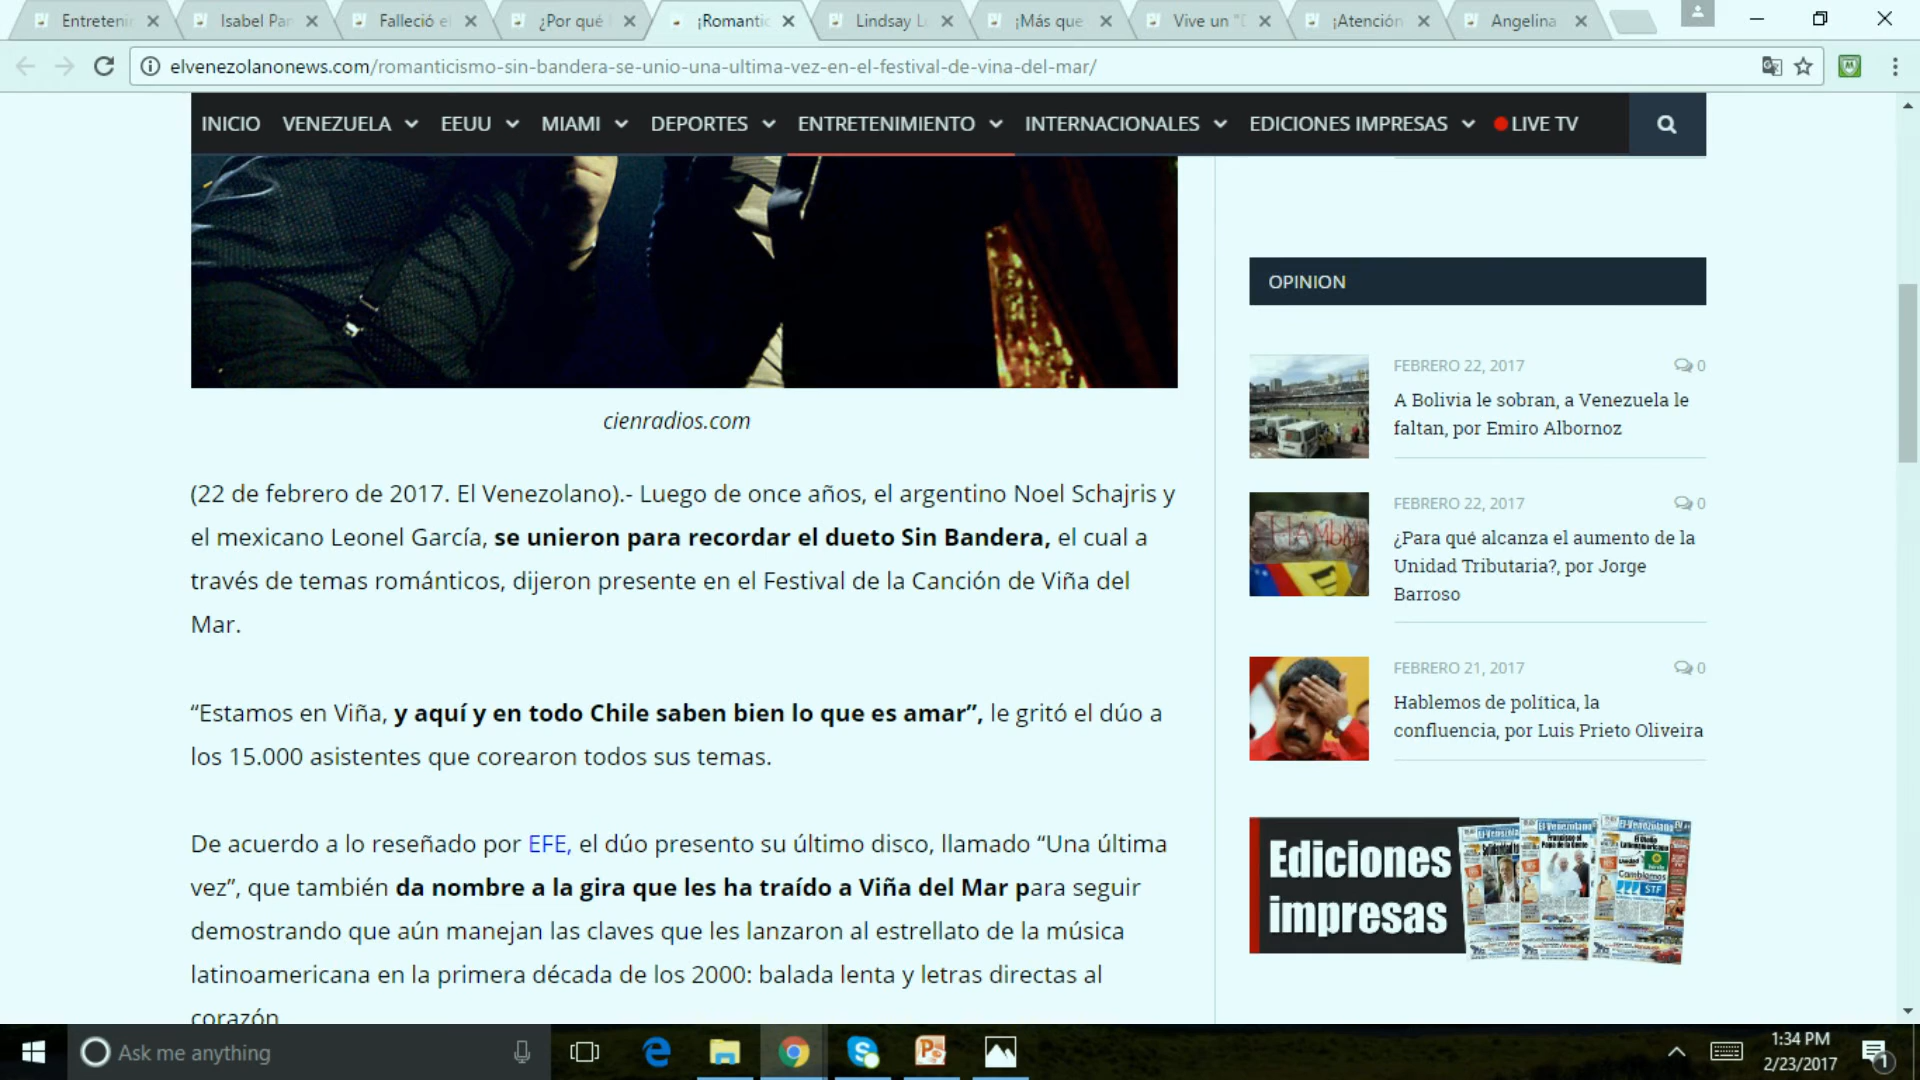 Entreteni
Isabel Pan
Falleció el
¿Por qué
¡Romantic
Lindsay L
¡Más que
Vive un "D
¡Atención
Angelina
elvenezolanonews.com/romanticismo-sin-bandera-se-unio-una-ultima-vez-en-el-festival-de-vina-del-mar/
INICIO VENEZUELA EEUU MIAMI DEPORTES ENTRETENIMIENTO INTERNACIONALES EDICIONES IMPRESAS LIVE TV
cienradios.com
(22 de febrero de 2017. El Venezolano).- Luego de once años, el argentino Noel Schajris y
el mexicano Leonel García, se unieron para recordar el dueto Sin Bandera, el cual a
través de temas románticos, dijeron presente en el Festival de la Canción de Viña del
Mar.
“Estamos en Viña, y aquí y en todo Chile saben bien lo que es amar”, le gritó el dúo a
los 15.000 asistentes que corearon todos sus temas.
De acuerdo a lo reseñado por EFE, el dúo presento su último disco, llamado “Una última
vez”, que también da nombre a la gira que les ha traído a Viña del Mar para seguir
demostrando que aún manejan las claves que les lanzaron al estrellato de la música
latinoamericana en la primera década de los 2000: balada lenta y letras directas al
corazón
OPINION
FEBRERO 22, 2017 0
A Bolivia le sobran, a Venezuela le
faltan, por Emiro Albornoz
FEBRERO 22, 2017 0
¿Para qué alcanza el aumento de la
Unidad Tributaria?, por Jorge
Barroso
FEBRERO 21, 2017 0
Hablemos de política, la
confluencia, por Luis Prieto Oliveira
Ediciones
impresas
Ask me anything
1:34 PM
2/23/2017
1